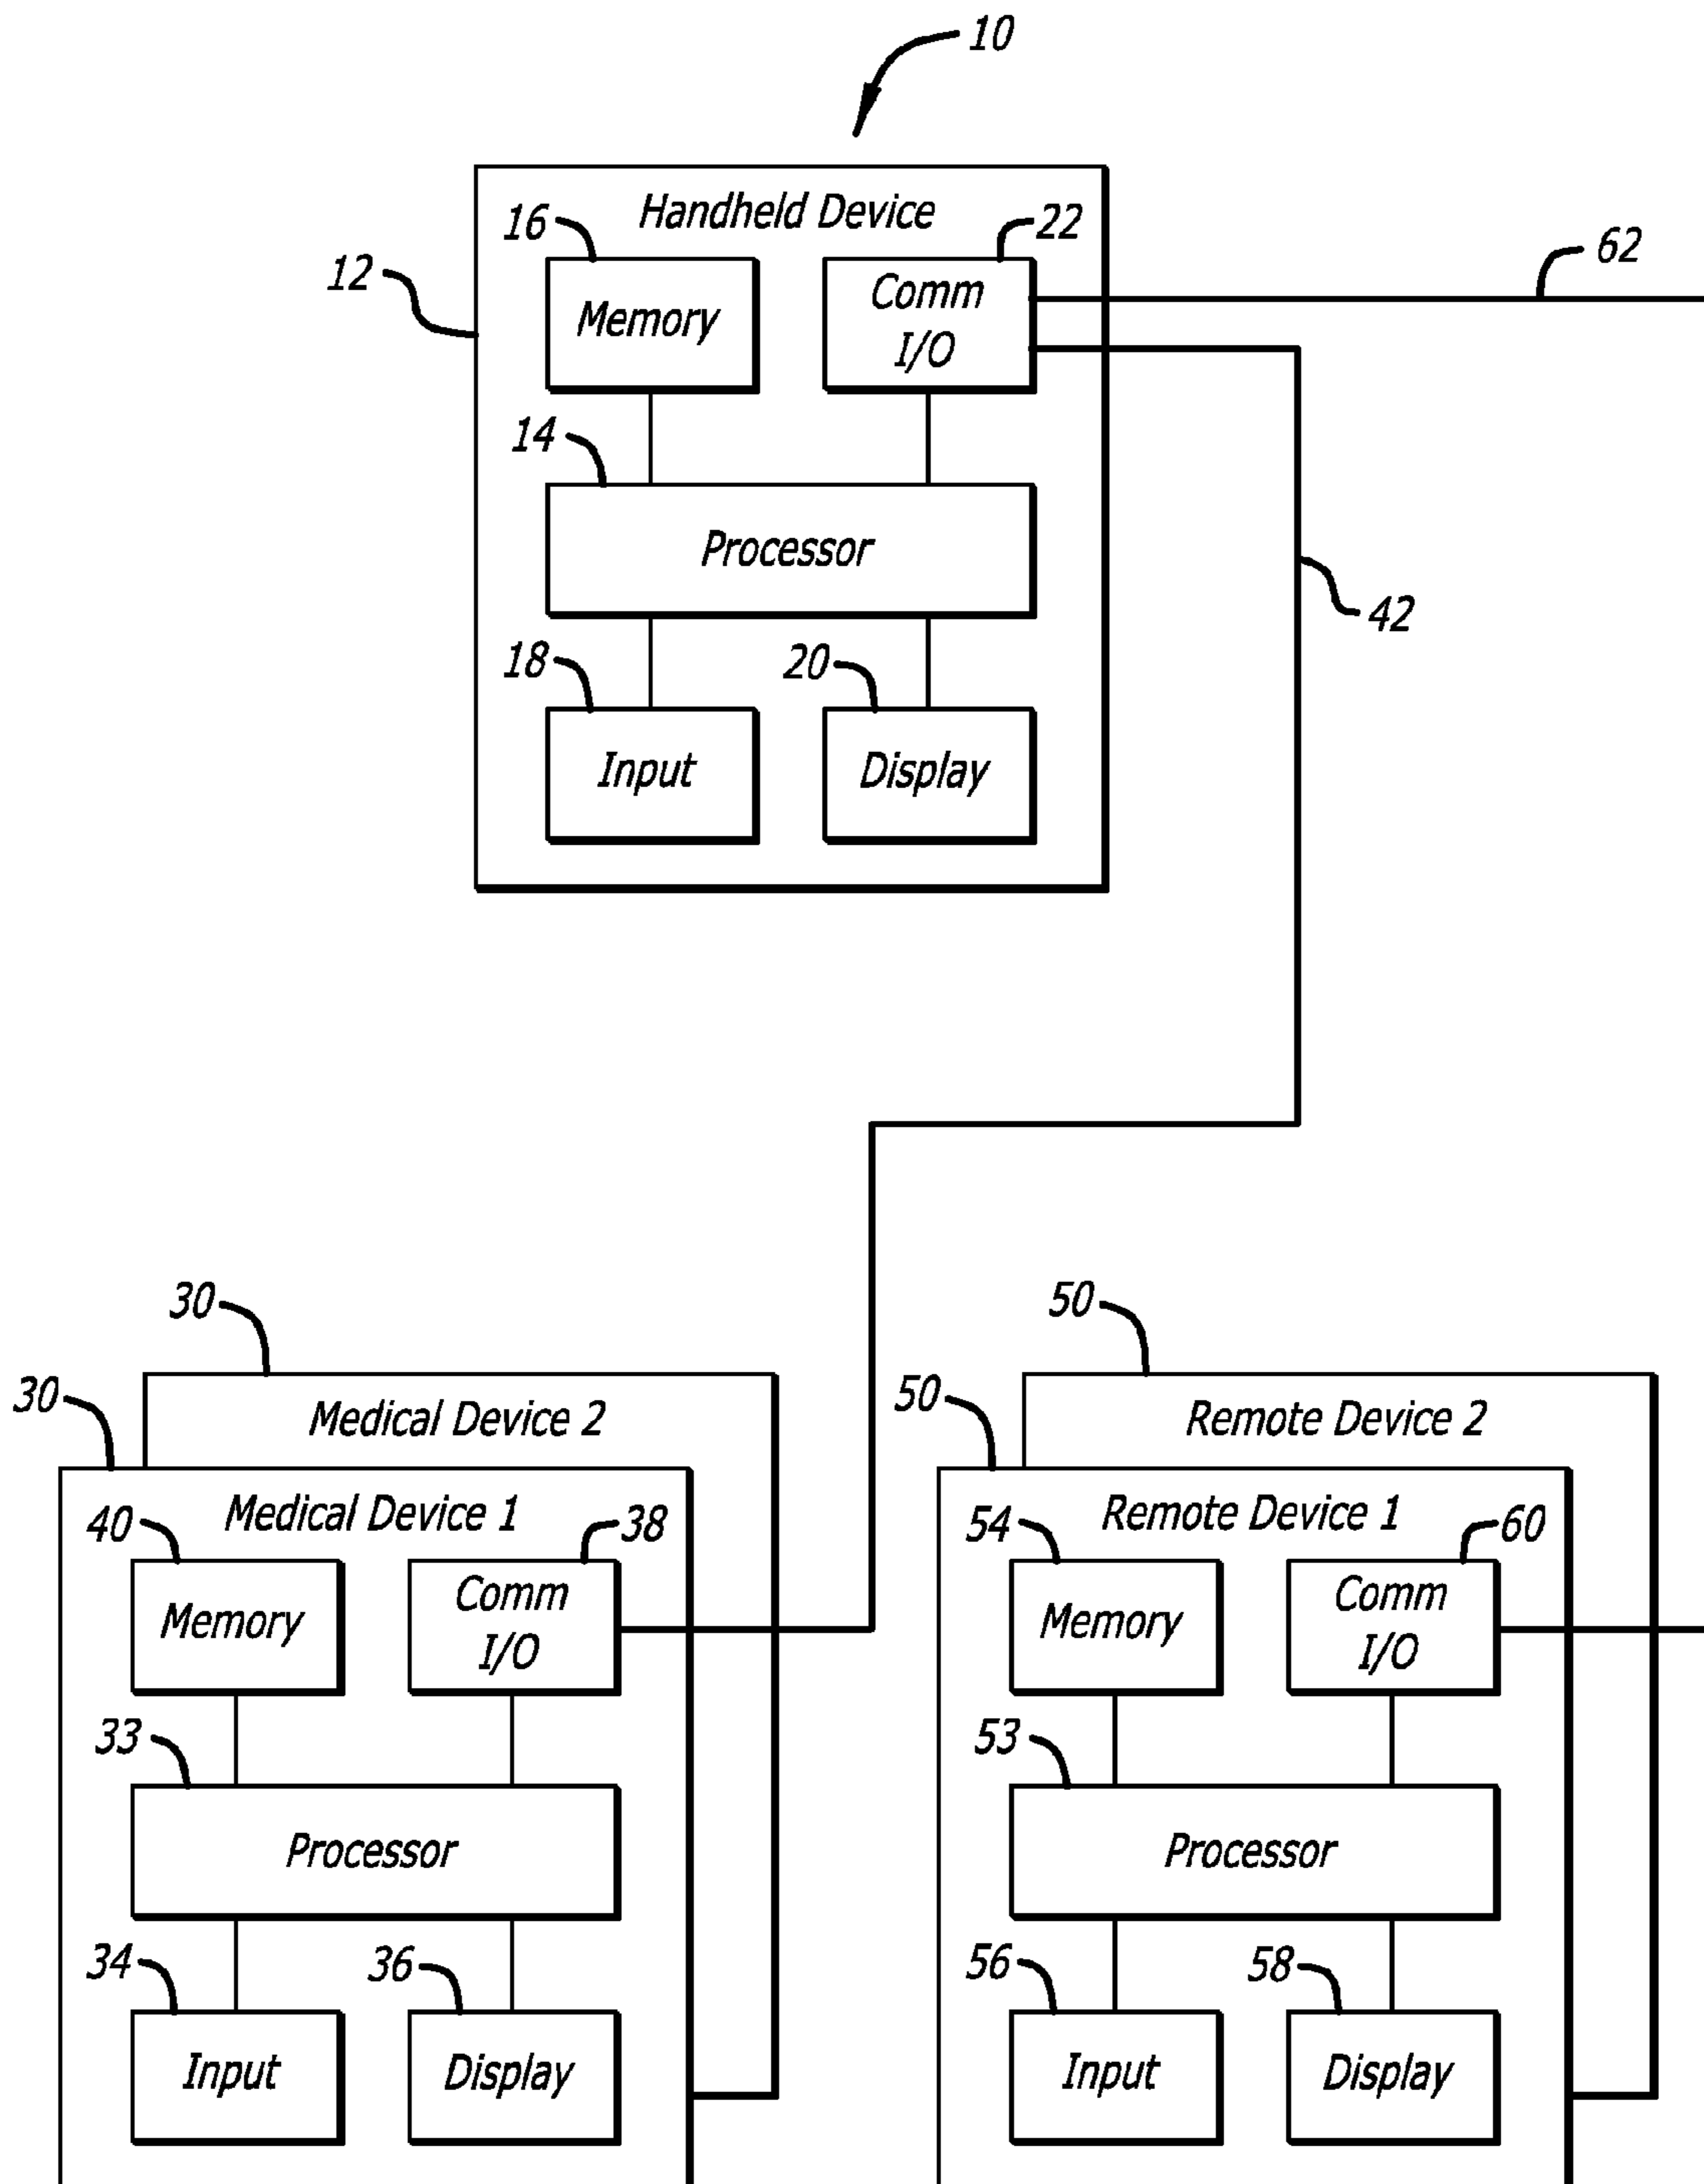 10
Handheld Device
16
22
12
62
Memory
Comm
I/O
14
Processor
42
18
20
Input
Display
30
50
30
50
Medical Device 2
Remote Device 2
Medical Device 1
Remote Device 1
40
38
54
60
Memory
Comm
I/O
Memory
Comm
I/O
33
53
Processor
Processor
34
36
56
58
Input
Display
Input
Display